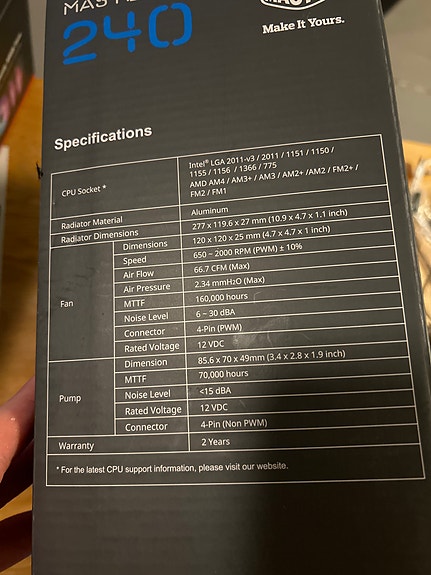 240
Make It Yours.
Specifications
CPU Socket * Intel® LGA 2011-v3 / 2011 / 1151 / 1150 /
1155 / 1156 / 1366 / 775
AMD AM4 / AM3+ / AM3 / AM2+ /AM2 / FM2+ /
FM2 / FM1
Radiator Material Aluminum
Radiator Dimensions 277 x 119.6 x 27 mm (10.9 x 4.7 x 1.1 inch)
Fan Dimensions 120 x 120 x 25 mm (4.7 x 4.7 x 1 inch)
Speed 650 ~ 2000 RPM (PWM) ± 10%
Air Flow 66.7 CFM (Max)
Air Pressure 2.34 mmH₂O (Max)
MTTF 160,000 hours
Noise Level 6 ~ 30 dBA
Connector 4-Pin (PWM)
Rated Voltage 12 VDC
Pump Dimension 85.6 x 70 x 49mm (3.4 x 2.8 x 1.9 inch)
MTTF 70,000 hours
Noise Level <15 dBA
Rated Voltage 12 VDC
Connector 4-Pin (Non PWM)
Warranty 2 Years
* For the latest CPU support information, please visit our website.